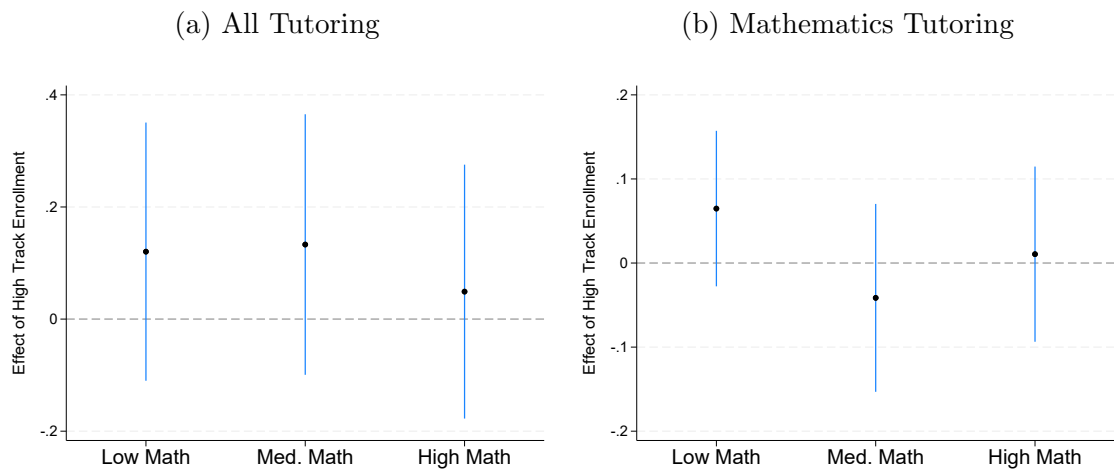 (a) All Tutoring
Effect of High Track Enrollment
.4
.2
0
-.2
Low Math
Med. Math
High Math
(b) Mathematics Tutoring
Effect of High Track Enrollment
.2
.1
0
-.1
-.2
Low Math
Med. Math
High Math